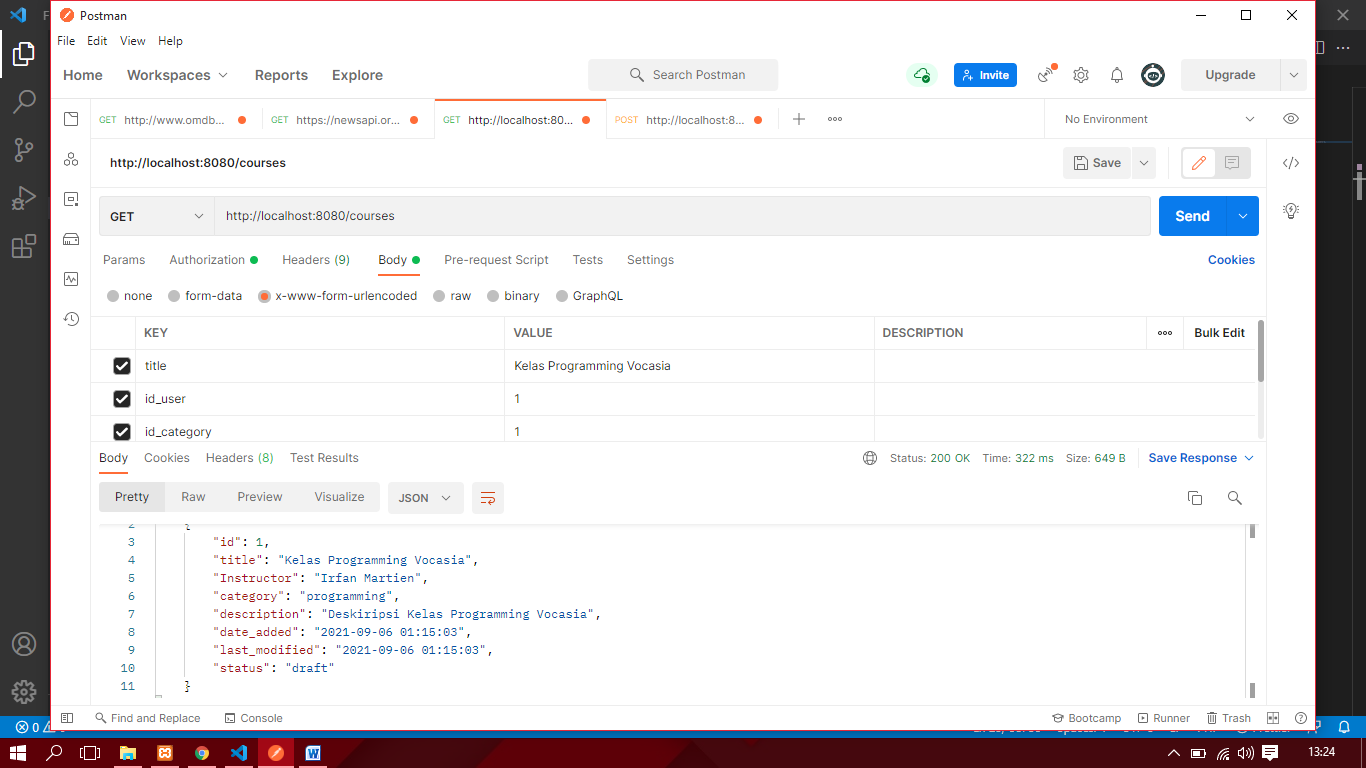 Postman
File Edit View Help
Home Workspaces Reports Explore Search Postman Invite Upgrade
GET http://www.omdb... GET https://newsapi.or... GET http://localhost:80... POST http://localhost:8... No Environment
http://localhost:8080/courses Save
GET http://localhost:8080/courses Send
Params Authorization Headers (9) Body Pre-request Script Tests Settings Cookies
none form-data x-www-form-urlencoded raw binary GraphQL
KEY VALUE DESCRIPTION Bulk Edit
title Kelas Programming Vocasia
id_user 1
id_category 1
Body Cookies Headers (8) Test Results Status: 200 OK Time: 322 ms Size: 649 B Save Response
Pretty Raw Preview Visualize JSON
2 {
3 "id": 1,
4 "title": "Kelas Programming Vocasia",
5 "Instructor": "Irfan Martien",
6 "category": "programming",
7 "description": "Deskiripsi Kelas Programming Vocasia",
8 "date_added": "2021-09-06 01:15:03",
9 "last_modified": "2021-09-06 01:15:03",
10 "status": "draft"
11 }
Find and Replace Console Bootcamp Runner Trash
0
13:24